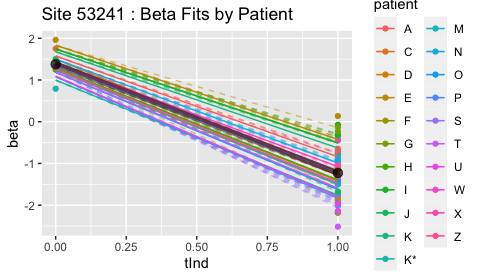 Site 53241 : Beta Fits by Patient
patient
A
C
D
E
F
G
H
I
J
K
K*
M
N
O
P
S
T
U
W
X
Z
beta
2
1
0
-1
-2
0.00
0.25
0.50
0.75
1.00
tInd